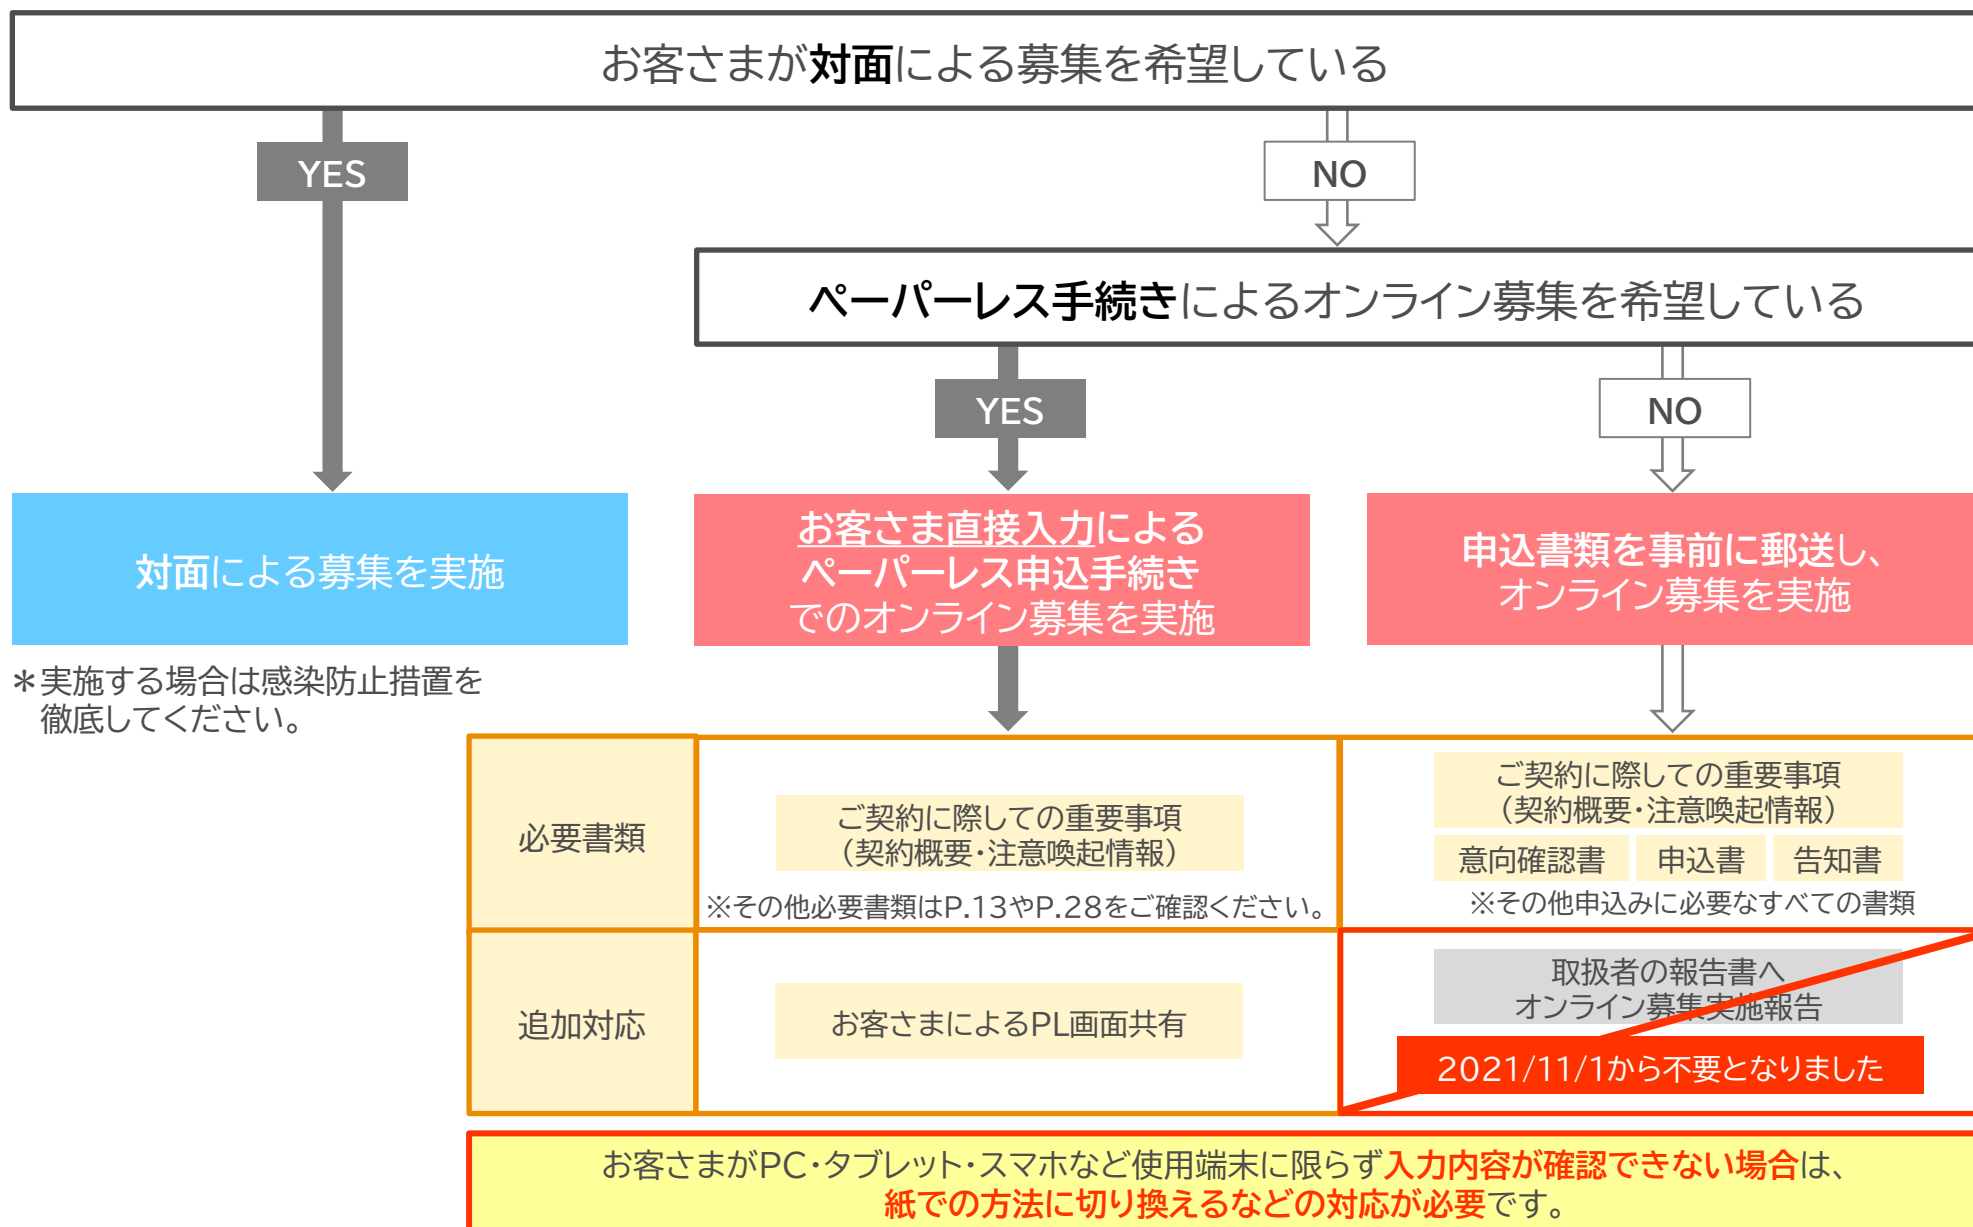 お客さまが対面による募集を希望している
YES
NO
ペーパーレス手続きによるオンライン募集を希望している
YES
NO
対面による募集を実施
お客さま直接入力による
ペーパーレス申込手続き
でのオンライン募集を実施
申込書類を事前に郵送し、
オンライン募集を実施
＊実施する場合は感染防止措置を
徹底してください。
必要書類
ご契約に際しての重要事項
（契約概要・注意喚起情報）
※その他必要書類はP.13やP.28をご確認ください。
ご契約に際しての重要事項
（契約概要・注意喚起情報）
意向確認書
申込書
告知書
※その他申込みに必要なすべての書類
追加対応
お客さまによるPL画面共有
取扱者の報告書へ
オンライン募集実施報告
2021/11/1から不要となりました
お客さまがPC・タブレット・スマホなど使用端末に限らず入力内容が確認できない場合は、
紙での方法に切り換えるなどの対応が必要です。